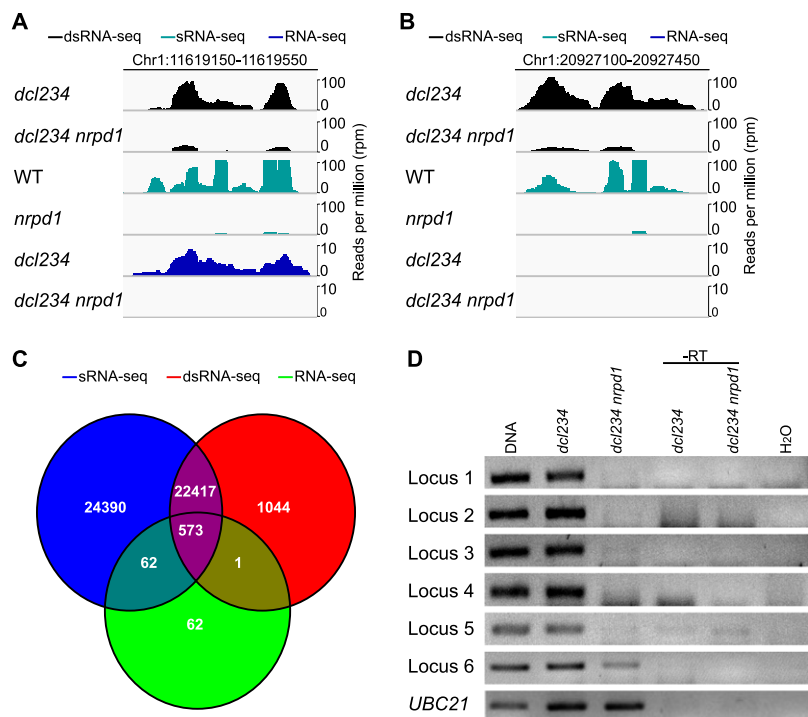 A
dsRNA-seq sRNA-seq RNA-seq
Chr1:11619150-11619550
dcl234
100
0
dcl234 nrpd1
100
0
WT
100
0
nrpd1
100
0
dcl234
10
0
dcl234 nrpd1
10
0
Reads per million (rpm)
B
dsRNA-seq sRNA-seq RNA-seq
Chr1:20927100-20927450
dcl234
100
0
dcl234 nrpd1
100
0
WT
100
0
nrpd1
100
0
dcl234
10
0
dcl234 nrpd1
10
0
Reads per million (rpm)
C
sRNA-seq dsRNA-seq RNA-seq
24390
22417
1044
573
62
1
62
D
-RT
DNA
dcl234
dcl234 nrpd1
dcl234
dcl234 nrpd1
H2O
Locus 1
Locus 2
Locus 3
Locus 4
Locus 5
Locus 6
UBC21